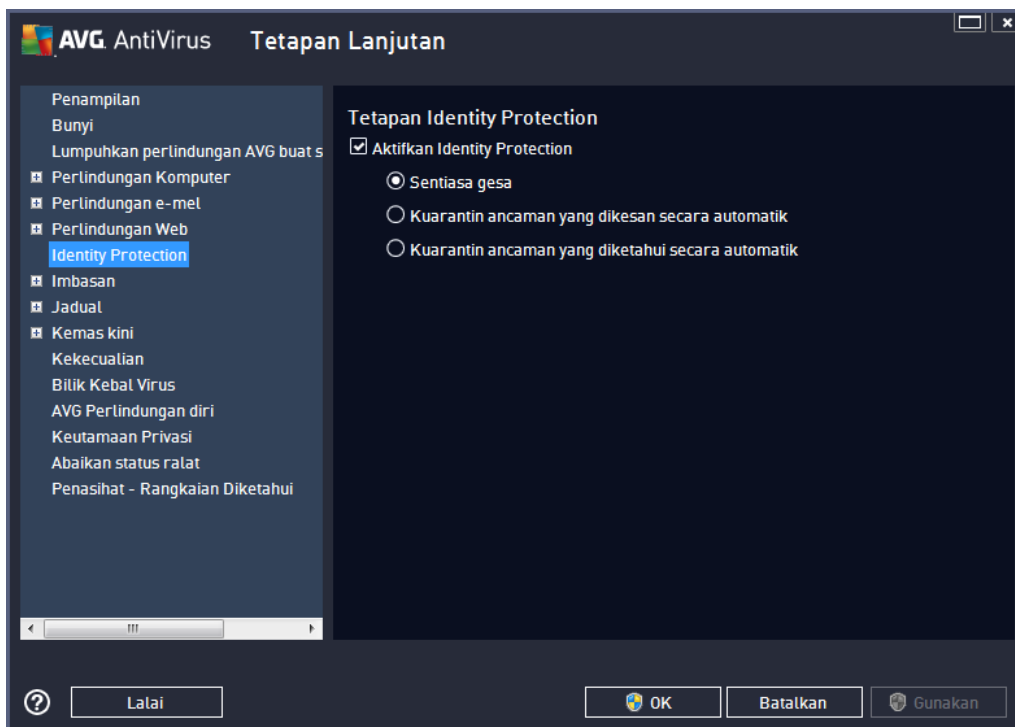 AVG. AntiVirus Tetapan Lanjutan
Penampilan
Bunyi
Lumpuhkan perlindungan AVG buat s
Perlindungan Komputer
Perlindungan e-mel
Perlindungan Web
Identity Protection
Imbasan
Jadual
Kemas kini
Kekecualian
Bilik Kebal Virus
AVG Perlindungan diri
Keutamaan Privasi
Abaikan status ralat
Penasihat - Rangkaian Diketahui
Tetapan Identity Protection
Aktifkan Identity Protection
Sentiasa gesa
Kuarantin ancaman yang dikesan secara automatik
Kuarantin ancaman yang diketahui secara automatik
? Lalai OK Batalkan Gunakan